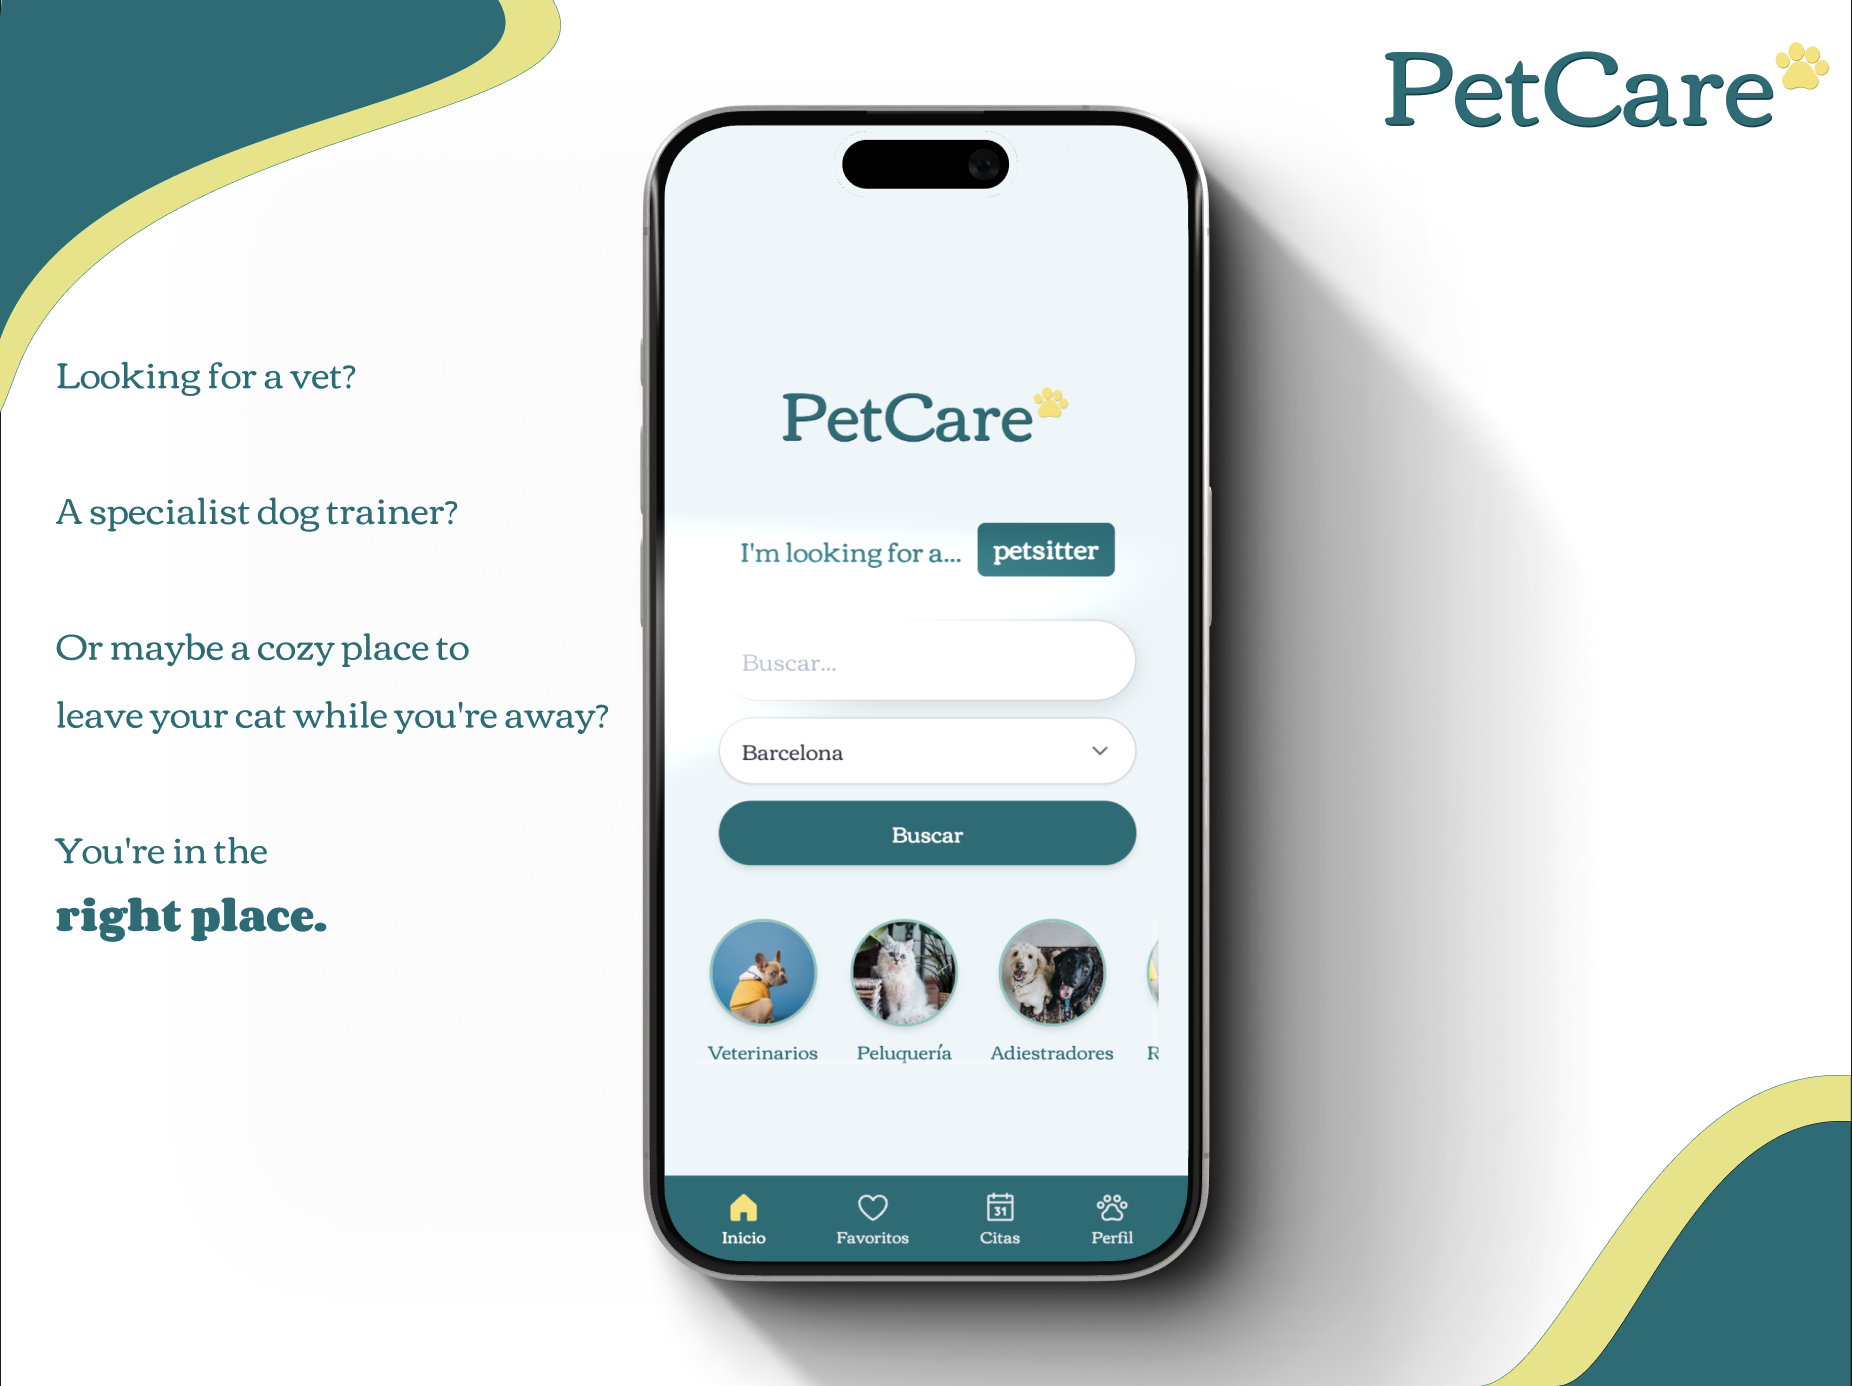 PetCare
Looking for a vet?
A specialist dog trainer?
Or maybe a cozy place to
leave your cat while you're away?
You're in the
right place.
PetCare
I'm looking for a... petsitter
Buscar...
Barcelona
Buscar
Veterinarios Peluquería Adiestradores R
31
Inicio Favoritos Citas Perfil